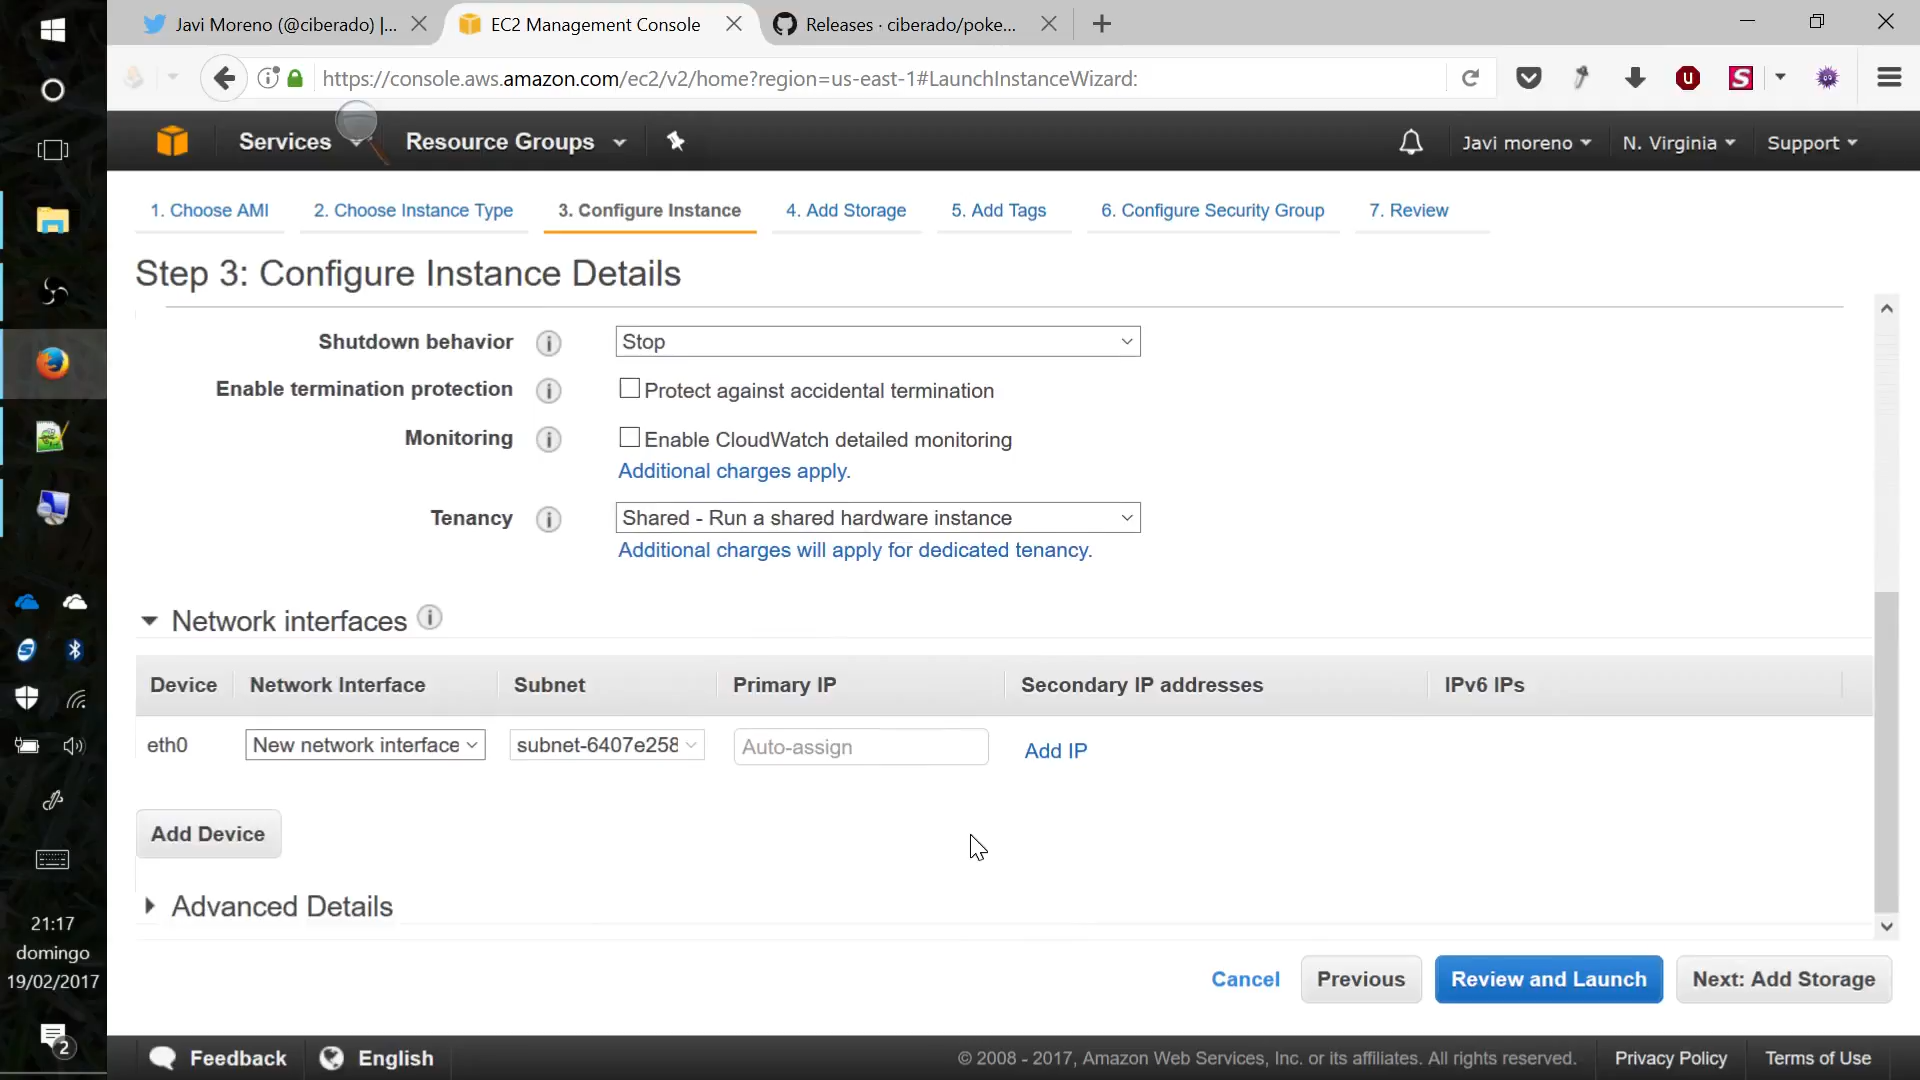 Javi Moreno (@ciberado) |...
EC2 Management Console
Releases · ciberado/poke...
https://console.aws.amazon.com/ec2/v2/home?region=us-east-1#LaunchInstanceWizard:
Services
Resource Groups
Javi moreno
N. Virginia
Support
1. Choose AMI
2. Choose Instance Type
3. Configure Instance
4. Add Storage
5. Add Tags
6. Configure Security Group
7. Review
Step 3: Configure Instance Details
Shutdown behavior
Stop
Enable termination protection
Protect against accidental termination
Monitoring
Enable CloudWatch detailed monitoring
Additional charges apply.
Tenancy
Shared - Run a shared hardware instance
Additional charges will apply for dedicated tenancy.
Network interfaces
Device
Network Interface
Subnet
Primary IP
Secondary IP addresses
IPv6 IPs
eth0
New network interface
subnet-6407e258
Auto-assign
Add IP
Add Device
Advanced Details
Cancel
Previous
Review and Launch
Next: Add Storage
Feedback
English
© 2008 - 2017, Amazon Web Services, Inc. or its affiliates. All rights reserved.
Privacy Policy
Terms of Use
21:17
domingo
19/02/2017
2